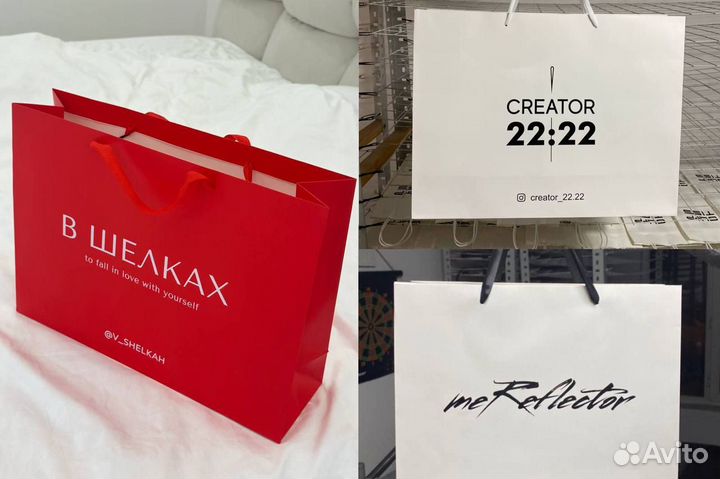 В ШЕЛКАХ
to fall in love with yourself
@V_SHELKAH
CREATOR
22:22
creator_22.22
meReflector
Avito